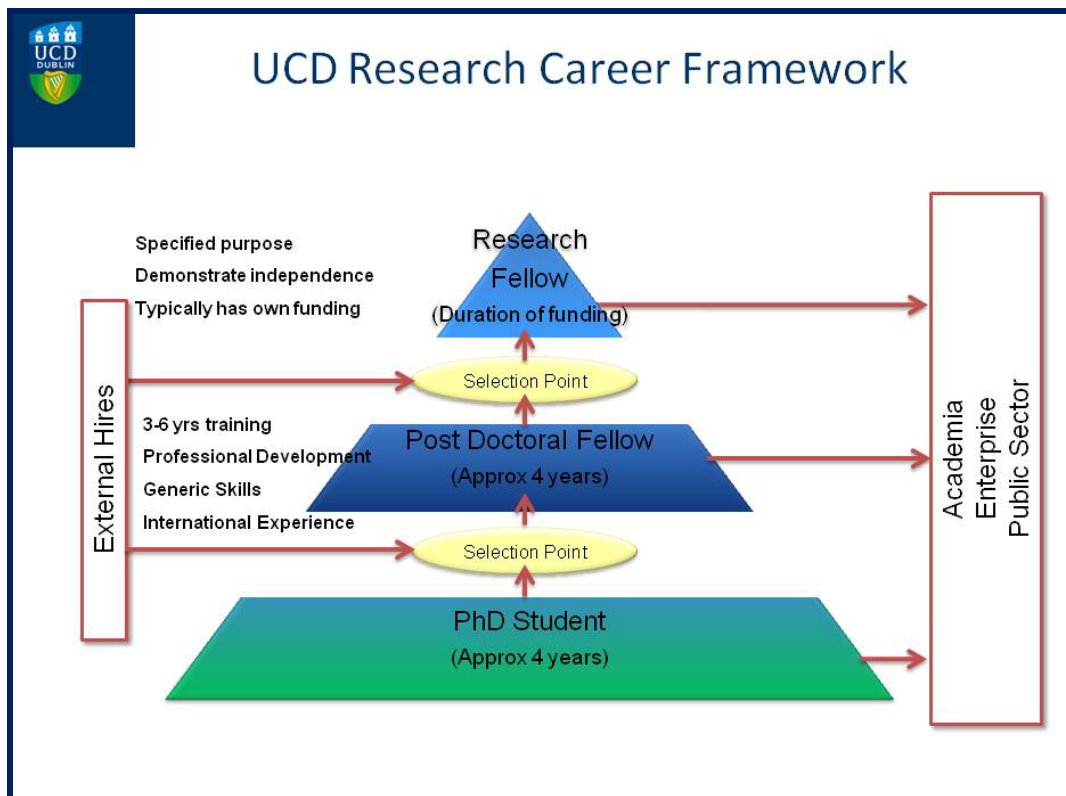 UCD
DUBLIN
UCD Research Career Framework
Specified purpose
Demonstrate independence
Typically has own funding
Research
Fellow
(Duration of funding)
Selection Point
External Hires
3-6 yrs training
Professional Development
Generic Skills
International Experience
Post Doctoral Fellow
(Approx 4 years)
Selection Point
PhD Student
(Approx 4 years)
Academia
Enterprise
Public Sector